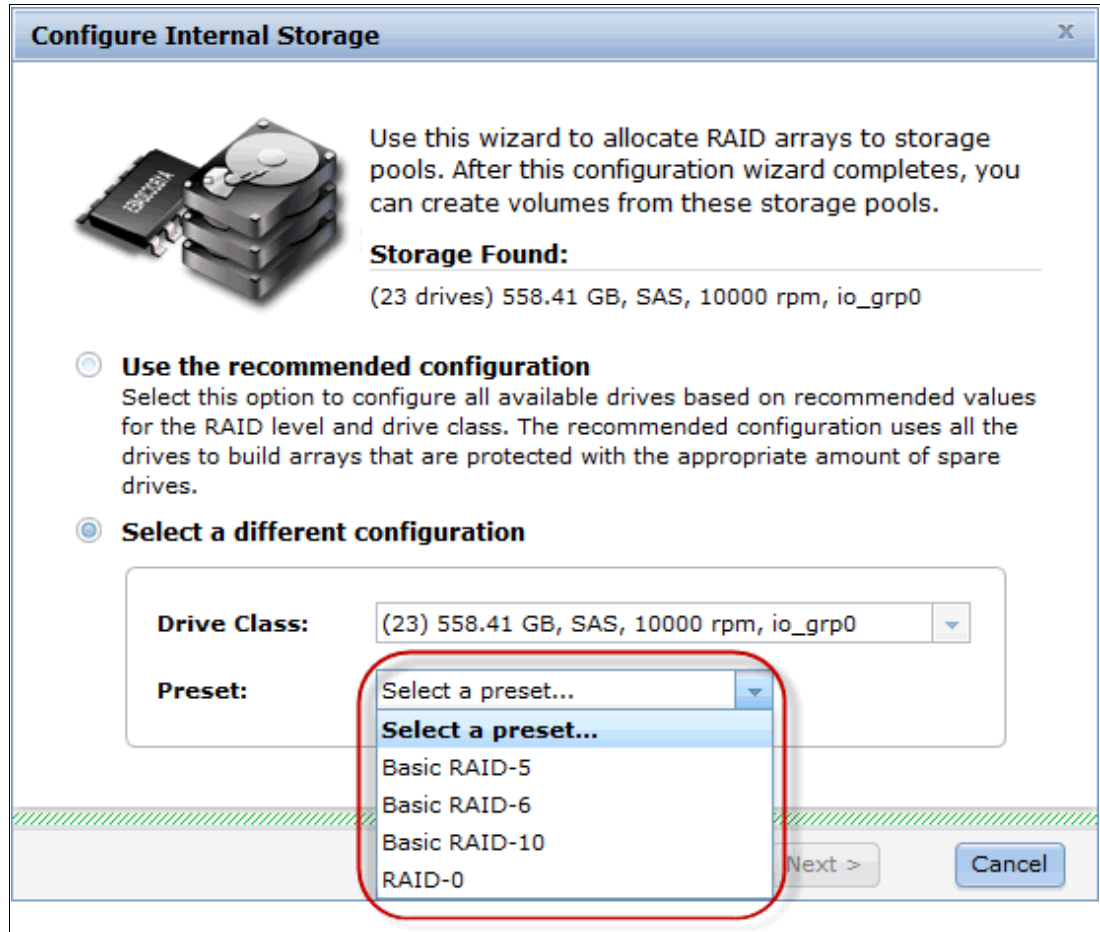 Configure Internal Storage
x
Use this wizard to allocate RAID arrays to storage
pools. After this configuration wizard completes, you
can create volumes from these storage pools.
Storage Found:
(23 drives) 558.41 GB, SAS, 10000 rpm, io_grp0
Use the recommended configuration
Select this option to configure all available drives based on recommended values
for the RAID level and drive class. The recommended configuration uses all the
drives to build arrays that are protected with the appropriate amount of spare
drives.
Select a different configuration
Drive Class:
(23) 558.41 GB, SAS, 10000 rpm, io_grp0
Preset:
Select a preset...
Select a preset...
Basic RAID-5
Basic RAID-6
Basic RAID-10
RAID-0
Next >
Cancel